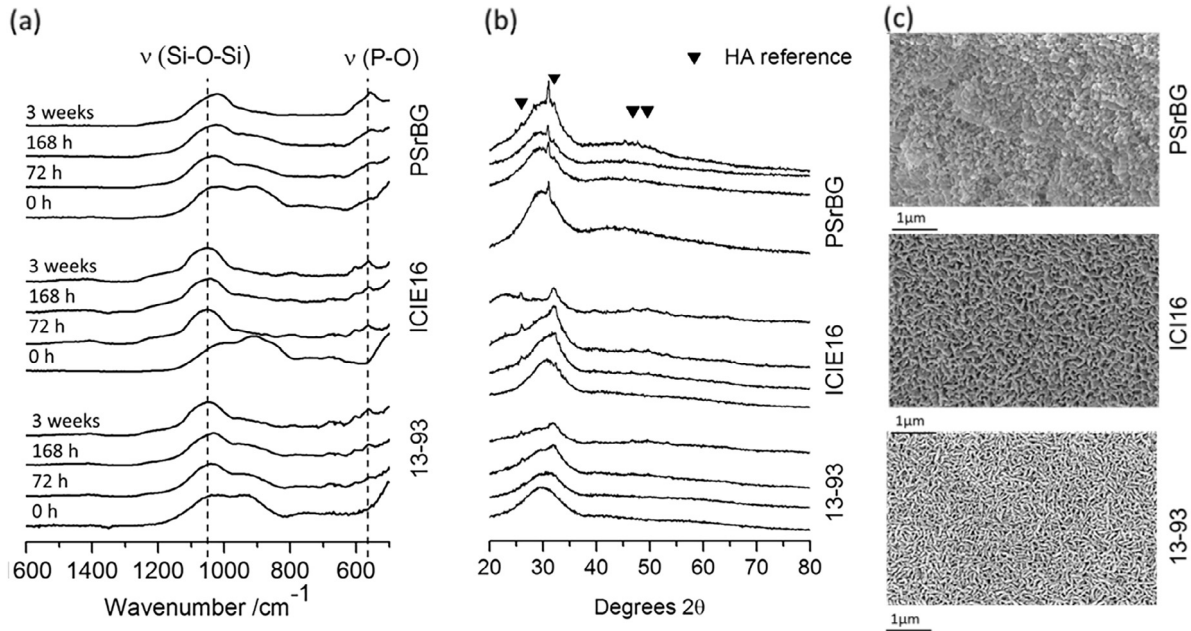 (a)
ν (Si-O-Si)
ν (P-O)
3 weeks
168 h
72 h
0 h
PSrBG
3 weeks
168 h
72 h
0 h
ICIE16
3 weeks
168 h
72 h
0 h
13-93
1600 1400 1200 1000 800 600
Wavenumber /cm-1
(b)
▼ HA reference
PSrBG
ICIE16
13-93
20 30 40 50 60 70 80
Degrees 2θ
(c)
PSrBG
1µm
ICI16
1µm
13-93
1µm